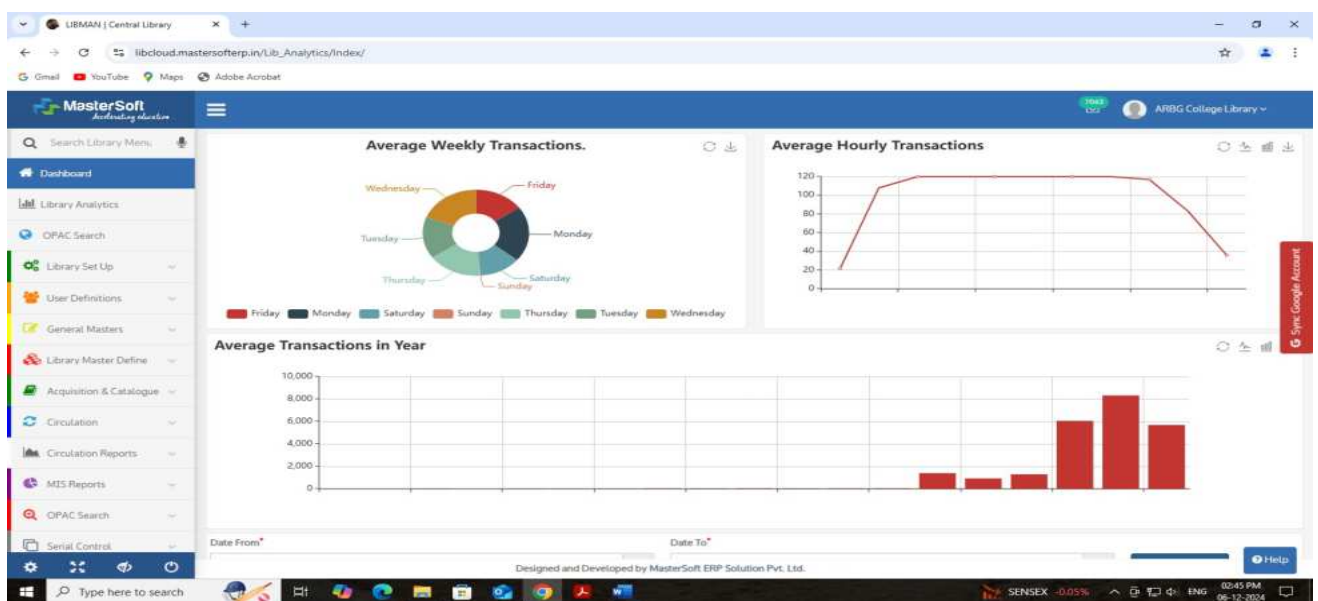 LIBMAN | Central Library
libcloud.mastersofterp.in/Lib_Analytics/Index/
Gmail YouTube Maps Adobe Acrobat
MasterSoft
Accelerating education
7043
ARBG College Library
Search Library Menu
Dashboard
Library Analytics
OPAC Search
Library Set Up
User Definitions
General Masters
Library Master Define
Acquisition & Catalogue
Circulation
Circulation Reports
MIS Reports
OPAC Search
Serial Control
Average Weekly Transactions.
Wednesday
Friday
Tuesday
Monday
Thursday
Saturday
Sunday
Friday Monday Saturday Sunday Thursday Tuesday Wednesday
Average Hourly Transactions
120
100
80
60
40
20
0
Average Transactions in Year
10,000
8,000
6,000
4,000
2,000
0
Sync Google Account
Date From*
Date To*
Help
Designed and Developed by MasterSoft ERP Solution Pvt. Ltd.
Type here to search
SENSEX -0.05%
ENG
02:45 PM
06-12-2024